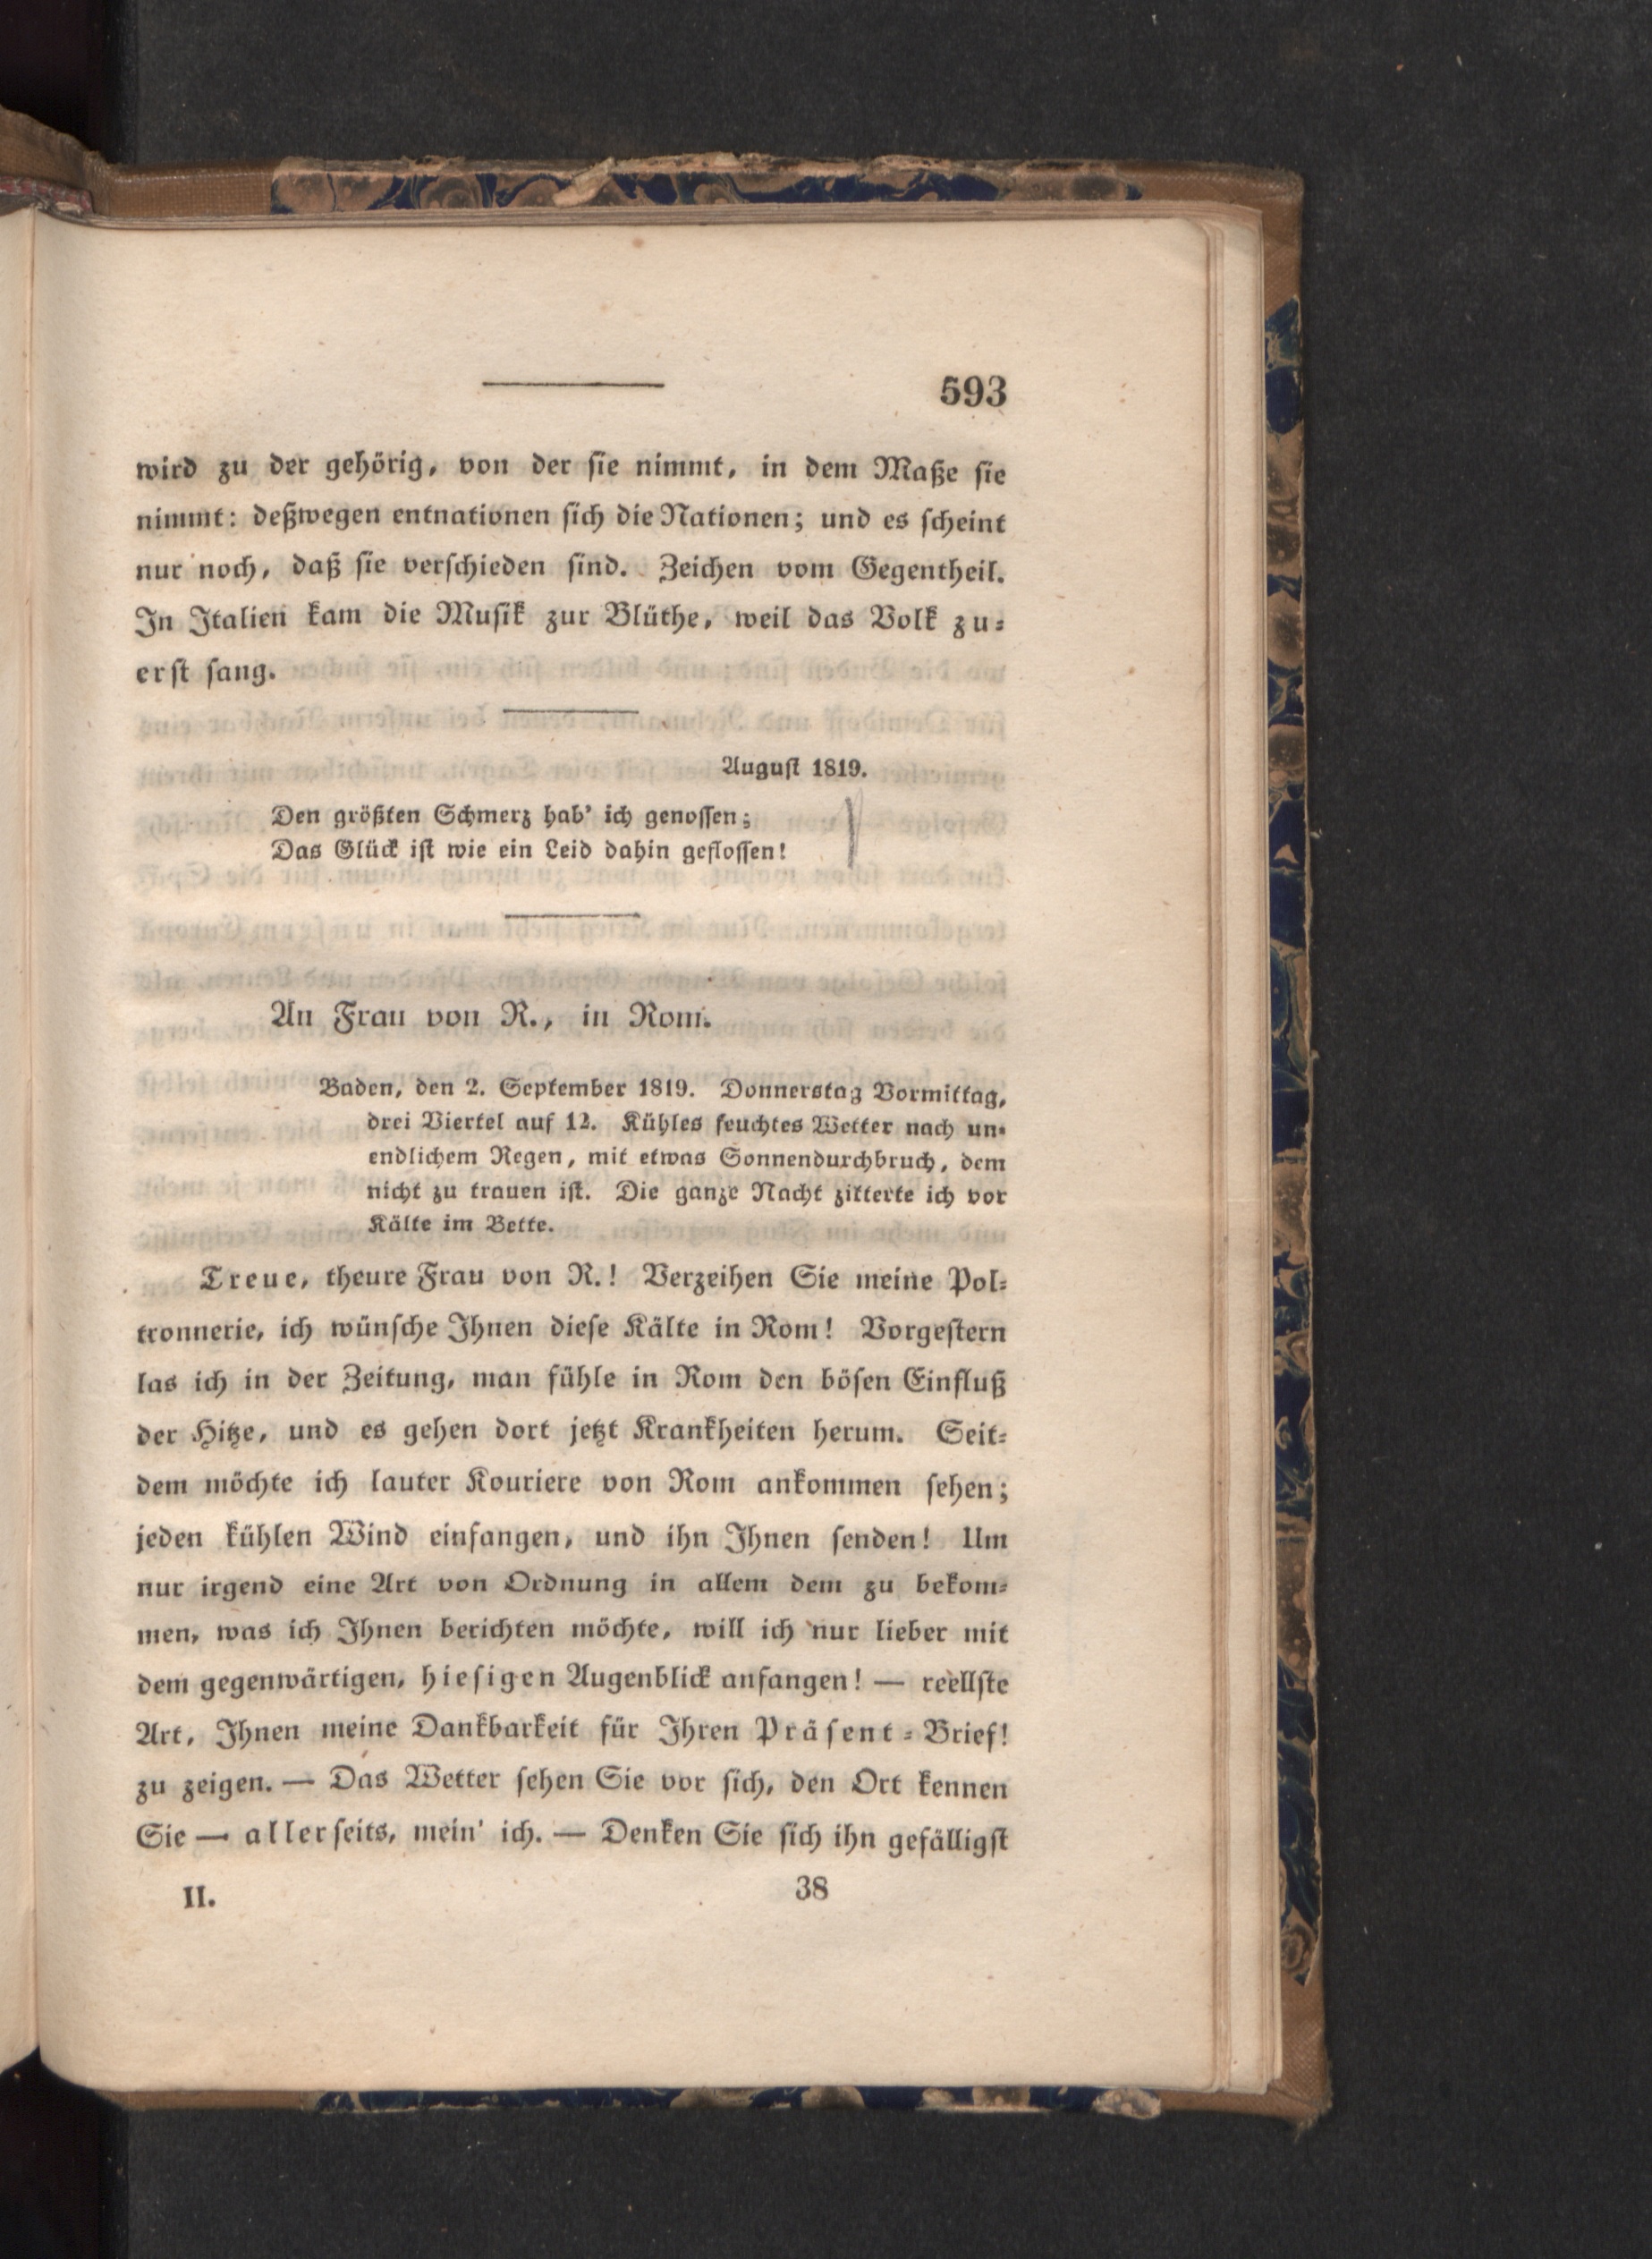 593
wird zu der gehörig, von der sie nimmt, in dem Maße sie
nimmt: deßwegen entnationen sich die Nationen; und es scheint
nur noch, daß sie verschieden sind. Zeichen vom Gegentheil.
In Italien kam die Musik zur Blüthe, weil das Volk zu-
erst sang.
August 1819.
Den größten Schmerz hab' ich genossen;
Das Glück ist wie ein Leid dahin geflossen!
An Frau von R., in Rom.
Baden, den 2. September 1819. Donnerstag Vormittag,
drei Viertel auf 12. Kühles feuchtes Wetter nach un-
endlichem Regen, mit etwas Sonnendurchbruch, dem
nicht zu trauen ist. Die ganze Nacht zitterte ich vor
Kälte im Bette.
Treue, theure Frau von R.! Verzeihen Sie meine Pol-
tronnerie, ich wünsche Ihnen diese Kälte in Rom! Vorgestern
las ich in der Zeitung, man fühle in Rom den bösen Einfluß
der Hitze, und es gehen dort jetzt Krankheiten herum. Seit-
dem möchte ich lauter Kouriere von Rom ankommen sehen;
jeden kühlen Wind einfangen, und ihn Ihnen senden! Um
nur irgend eine Art von Ordnung in allem dem zu bekom-
men, was ich Ihnen berichten möchte, will ich nur lieber mit
dem gegenwärtigen, hiesigen Augenblick anfangen! — reellste
Art, Ihnen meine Dankbarkeit für Ihren Präsent-Brief!
zu zeigen. — Das Wetter sehen Sie vor sich, den Ort kennen
Sie — allerseits, mein' ich. — Denken Sie sich ihn gefälligst
II. 38